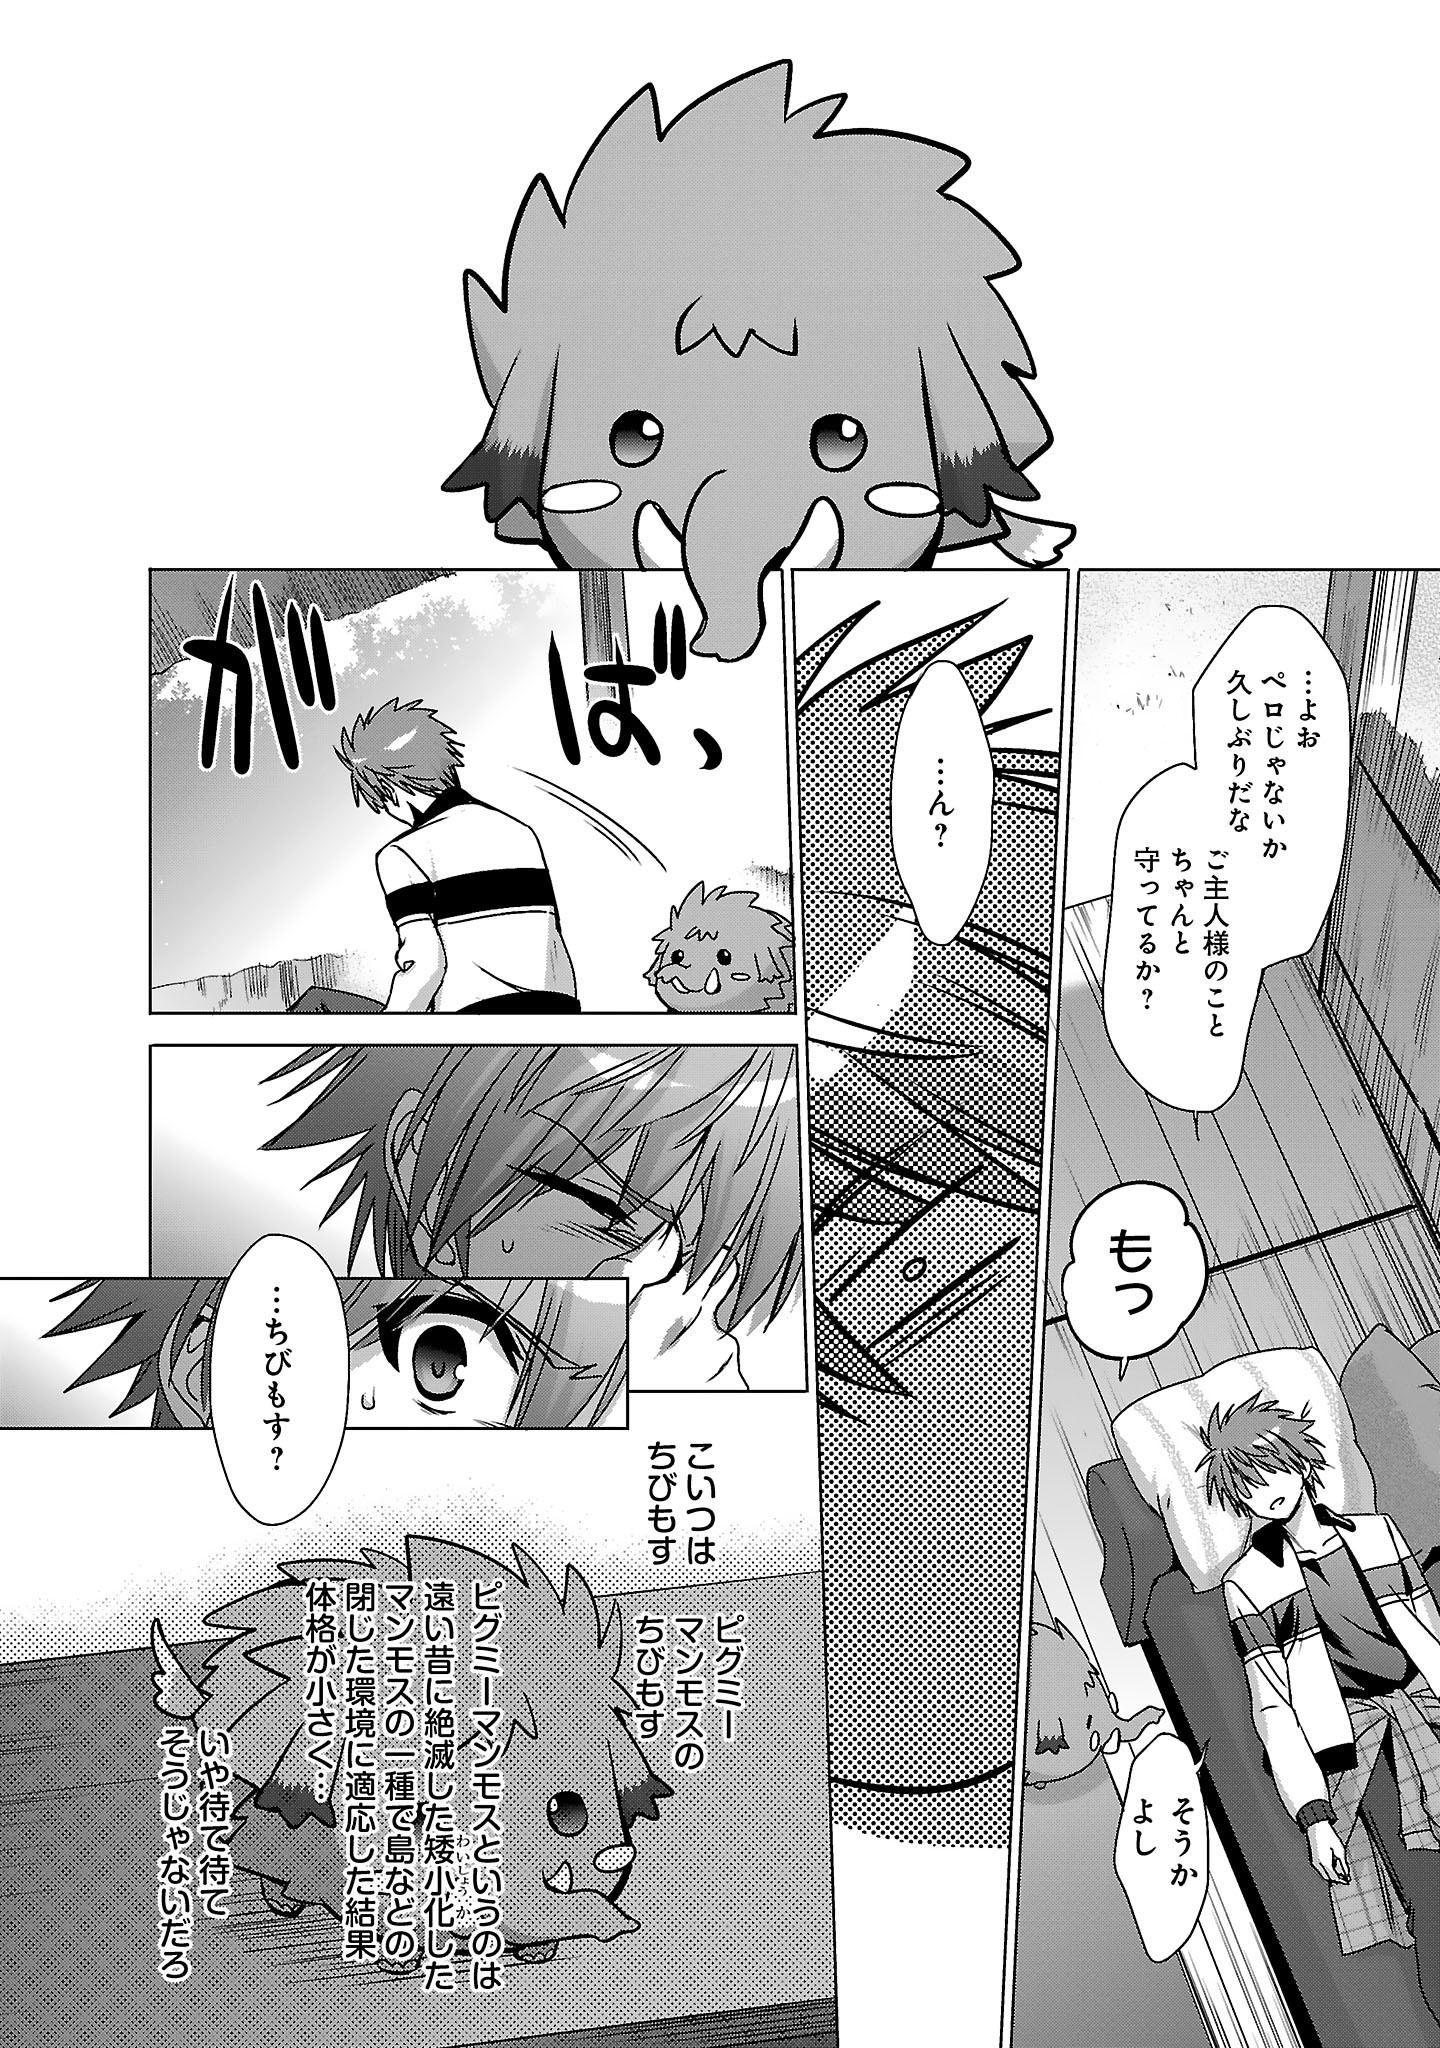 …よお
ペロじゃないか
久しぶりだな
ご主人様のこと
ちゃんと
守ってるか？
もっ
そうか
よし
…ん？
がば、
…ちびもす？
こいつは
ちびもす
ピグミー
マンモスの
ちびもす
ピグミーマンモスというのは
遠い昔に絶滅した矮小化した
わいしょうか
マンモスの一種で島などの
閉じた環境に適応した結果
体格が小さく…
いや待て待て
そうじゃないだろ